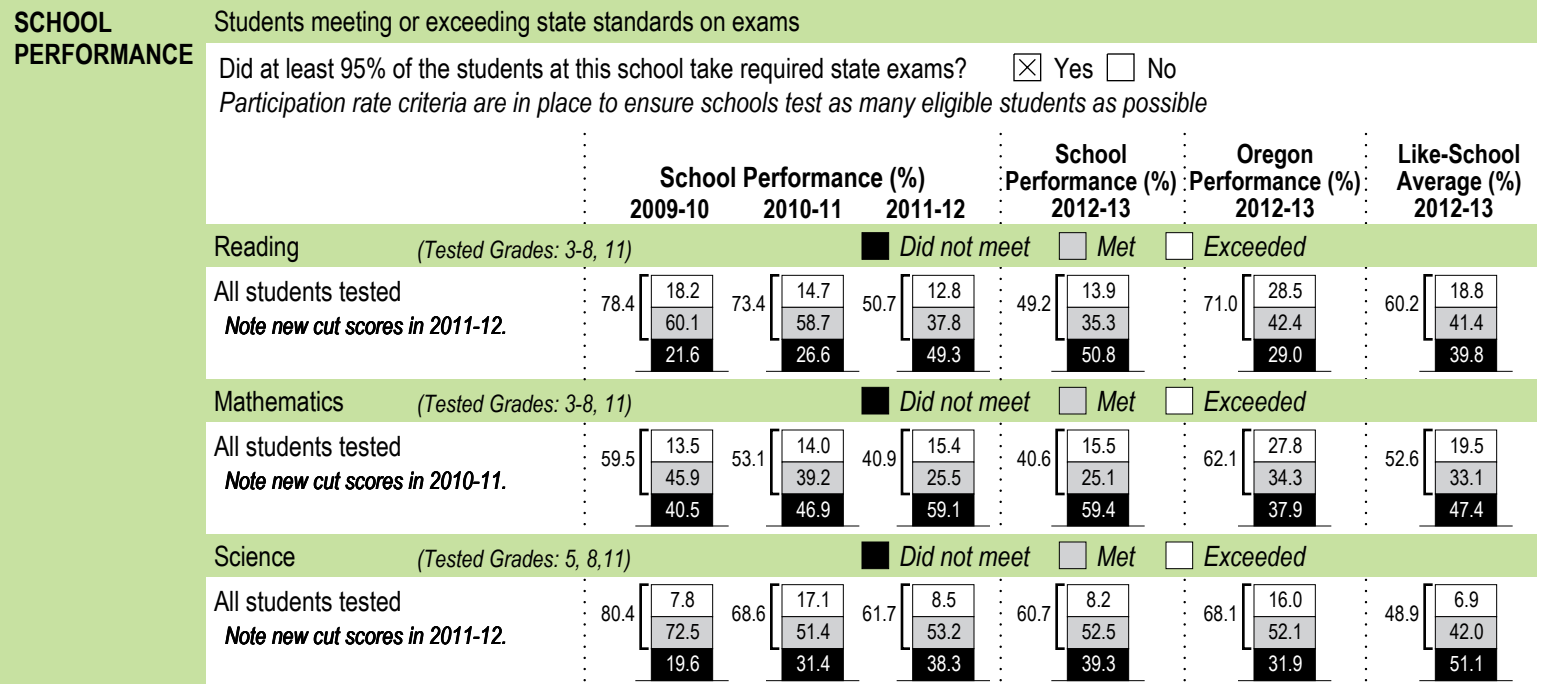 SCHOOL PERFORMANCE
Students meeting or exceeding state standards on exams
Did at least 95% of the students at this school take required state exams? ☒ Yes ☐ No
Participation rate criteria are in place to ensure schools test as many eligible students as possible
School Performance (%)
2009-10 2010-11 2011-12
School Performance (%) 2012-13
Oregon Performance (%) 2012-13
Like-School Average (%) 2012-13
Reading (Tested Grades: 3-8, 11) Did not meet Met Exceeded
All students tested
Note new cut scores in 2011-12.
78.4 73.4 50.7 49.2 71.0 60.2
18.2 14.7 12.8 13.9 28.5 18.8
60.1 58.7 37.8 35.3 42.4 41.4
21.6 26.6 49.3 50.8 29.0 39.8
Mathematics (Tested Grades: 3-8, 11) Did not meet Met Exceeded
All students tested
Note new cut scores in 2010-11.
59.5 53.1 40.9 40.6 62.1 52.6
13.5 14.0 15.4 15.5 27.8 19.5
45.9 39.2 25.5 25.1 34.3 33.1
40.5 46.9 59.1 59.4 37.9 47.4
Science (Tested Grades: 5, 8,11) Did not meet Met Exceeded
All students tested
Note new cut scores in 2011-12.
80.4 68.6 61.7 60.7 68.1 48.9
7.8 17.1 8.5 8.2 16.0 6.9
72.5 51.4 53.2 52.5 52.1 42.0
19.6 31.4 38.3 39.3 31.9 51.1